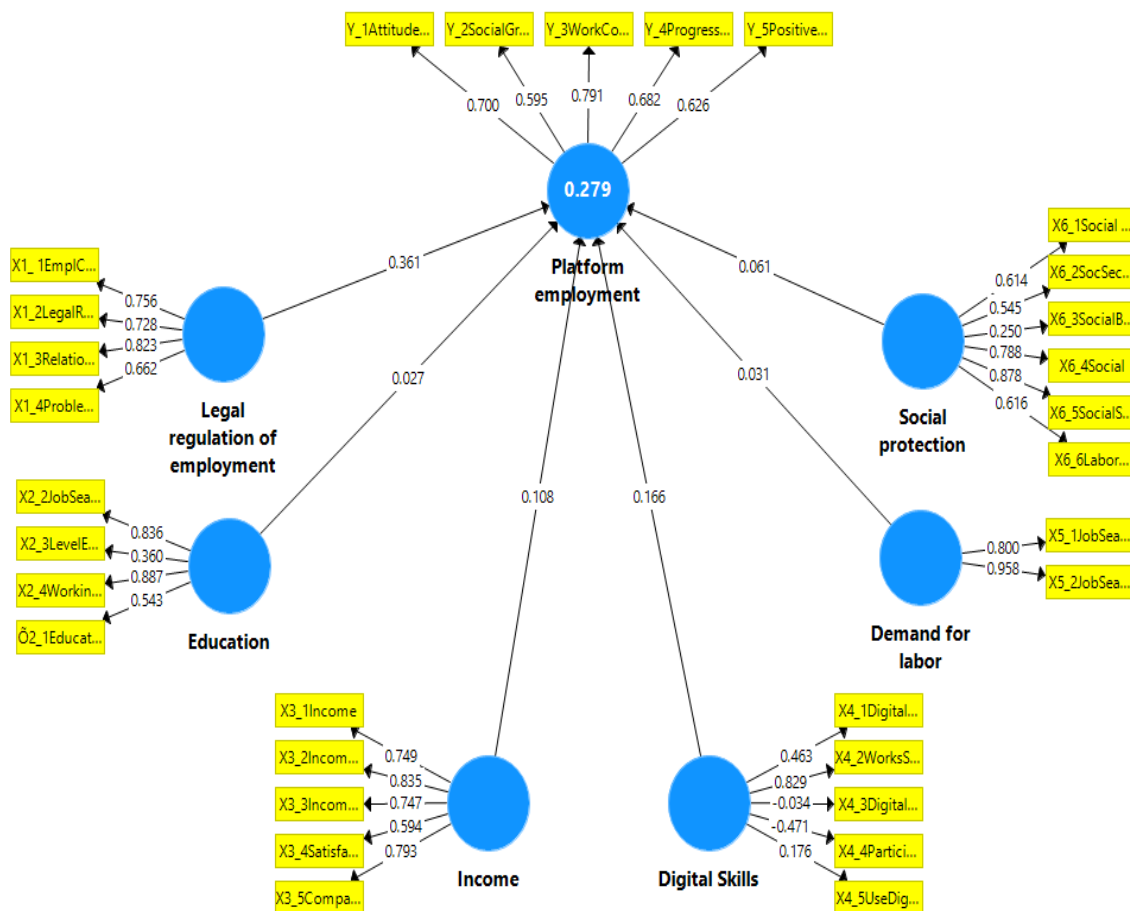 Y_1Attitude...
Y_2SocialGr...
Y_3WorkCo...
Y_4Progress...
Y_5Positive...
0.700
0.595
0.791
0.682
0.626
0.279
Platform
employment
0.361
0.027
0.108
0.166
0.031
0.061
X1_ 1EmplC...
X1_2LegalR...
X1_3Relatio...
X1_4Proble...
0.756
0.728
0.823
0.662
Legal
regulation of
employment
X2_2JobSea...
X2_3LevelE...
X2_4Workin...
Õ2_1Educat...
0.836
0.360
0.887
0.543
Education
X3_1Income
X3_2Incom...
X3_3Incom...
X3_4Satisfa...
X3_5Compa...
0.749
0.835
0.747
0.594
0.793
Income
X4_1Digital...
X4_2WorksS...
X4_3Digital...
X4_4Partici...
X4_5UseDig...
0.463
0.829
-0.034
-0.471
0.176
Digital Skills
X5_1JobSea...
X5_2JobSea...
0.800
0.958
Demand for
labor
X6_1Social ...
X6_2SocSec...
X6_3SocialB...
X6_4Social
X6_5SocialS...
X6_6Labor...
0.614
0.545
0.250
0.788
0.878
0.616
Social
protection